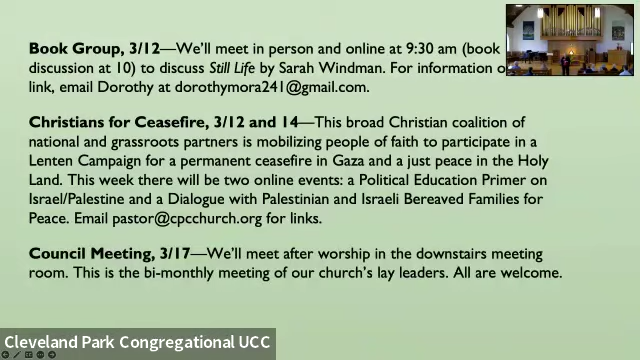 Book Group, 3/12—We'll meet in person and online at 9:30 am (book
discussion at 10) to discuss Still Life by Sarah Windman. For information o
link, email Dorothy at dorothymora241@gmail.com.
Christians for Ceasefire, 3/12 and 14—This broad Christian coalition of
national and grassroots partners is mobilizing people of faith to participate in a
Lenten Campaign for a permanent ceasefire in Gaza and a just peace in the Holy
Land. This week there will be two online events: a Political Education Primer on
Israel/Palestine and a Dialogue with Palestinian and Israeli Bereaved Families for
Peace. Email pastor@cpcchurch.org for links.
Council Meeting, 3/17—We'll meet after worship in the downstairs meeting
room. This is the bi-monthly meeting of our church's lay leaders. All are welcome.
Cleveland Park Congregational UCC